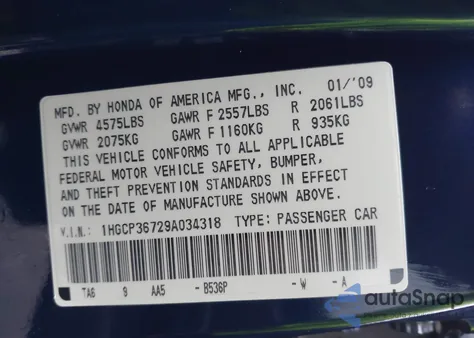 MFD. BY HONDA OF AMERICA MFG., INC. 01/'09
GVWR 4575LBS GAWR F 2557LBS R 2061LBS
GVWR 2075KG GAWR F 1160KG R 935KG
THIS VEHICLE CONFORMS TO ALL APPLICABLE
FEDERAL MOTOR VEHICLE SAFETY, BUMPER,
AND THEFT PREVENTION STANDARDS IN EFFECT
ON THE DATE OF MANUFACTURE SHOWN ABOVE.
V.I.N.: 1HGCP36729A034318 TYPE: PASSENGER CAR
TA6 9 AA5 -B536P -W -A
autoSnap